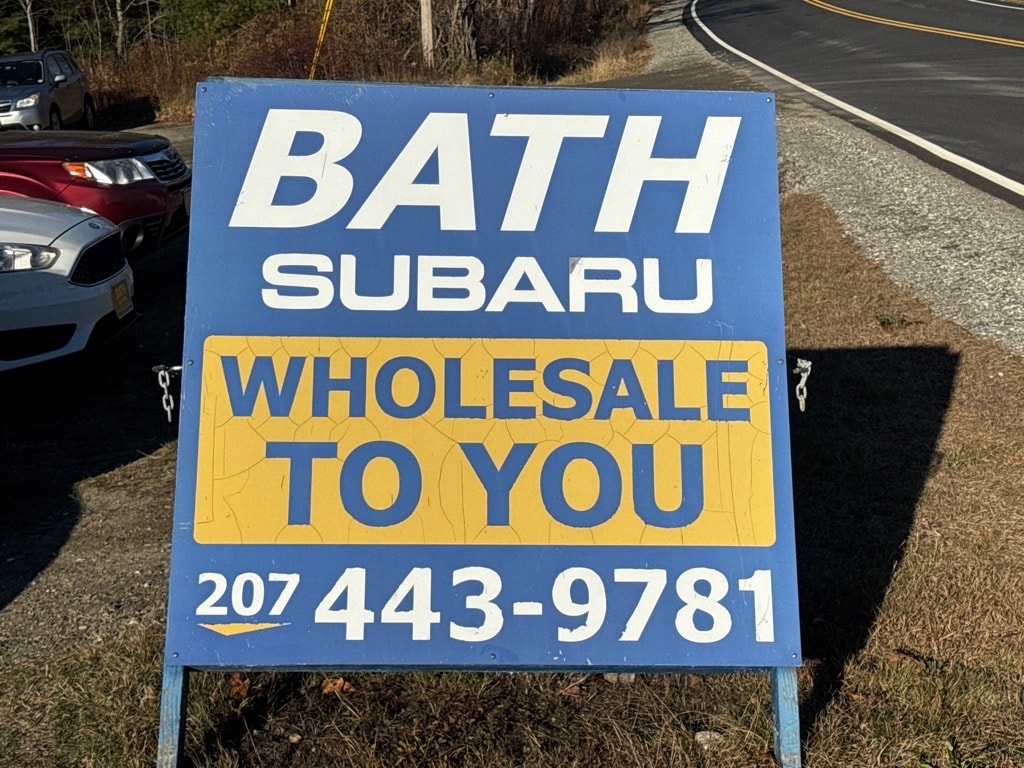 BATH
SUBARU
WHOLESALE
TO YOU
207 443-9781